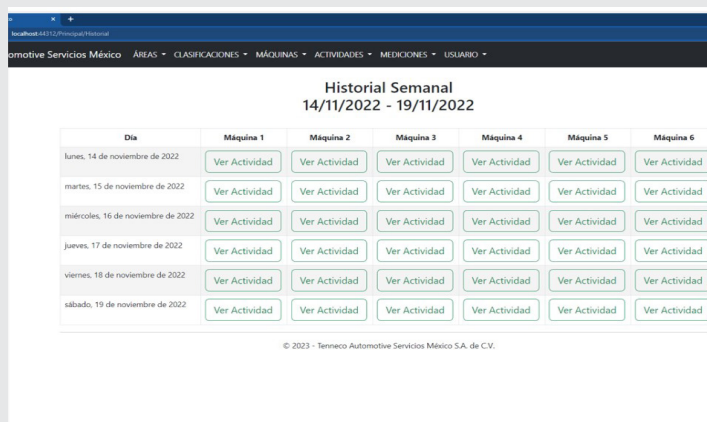 × +
localhost:44312/Principal/Historial
omotive Servicios México ÁREAS CLASIFICACIONES MÁQUINAS ACTIVIDADES MEDICIONES USUARIO
Historial Semanal
14/11/2022 - 19/11/2022
Día Máquina 1 Máquina 2 Máquina 3 Máquina 4 Máquina 5 Máquina 6
lunes, 14 de noviembre de 2022 Ver Actividad Ver Actividad Ver Actividad Ver Actividad Ver Actividad Ver Actividad
martes, 15 de noviembre de 2022 Ver Actividad Ver Actividad Ver Actividad Ver Actividad Ver Actividad Ver Actividad
miércoles, 16 de noviembre de 2022 Ver Actividad Ver Actividad Ver Actividad Ver Actividad Ver Actividad Ver Actividad
jueves, 17 de noviembre de 2022 Ver Actividad Ver Actividad Ver Actividad Ver Actividad Ver Actividad Ver Actividad
viernes, 18 de noviembre de 2022 Ver Actividad Ver Actividad Ver Actividad Ver Actividad Ver Actividad Ver Actividad
sábado, 19 de noviembre de 2022 Ver Actividad Ver Actividad Ver Actividad Ver Actividad Ver Actividad Ver Actividad
© 2023 - Tenneco Automotive Servicios México S.A. de C.V.